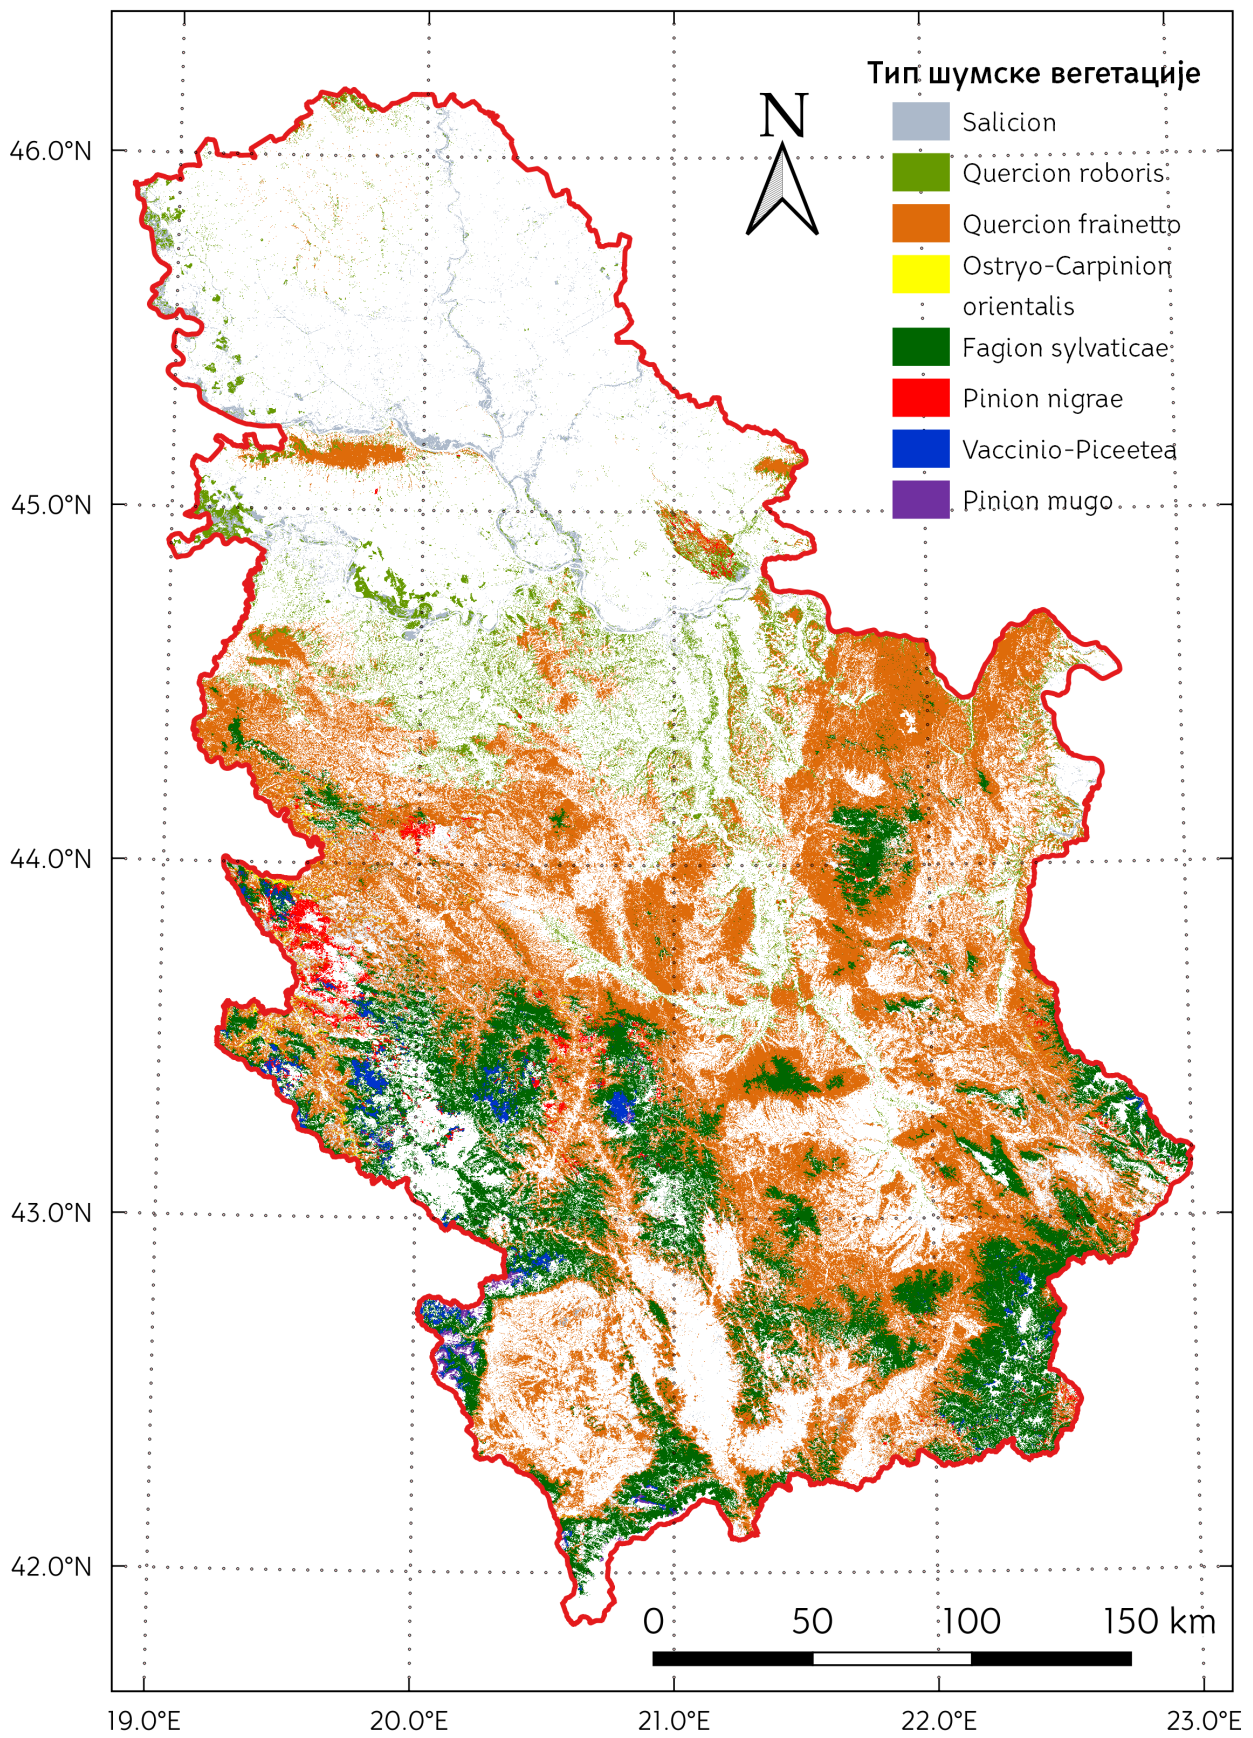 Тип шумске вегетације
N
Salicion
Quercion roboris
Quercion frainetto
Ostryo-Carpinion
orientalis
Fagion sylvaticae
Pinion nigrae
Vaccinio-Piceetea
Pinion mugo
46.0°N
45.0°N
44.0°N
43.0°N
42.0°N
0 50 100 150 km
19.0°E 20.0°E 21.0°E 22.0°E 23.0°E